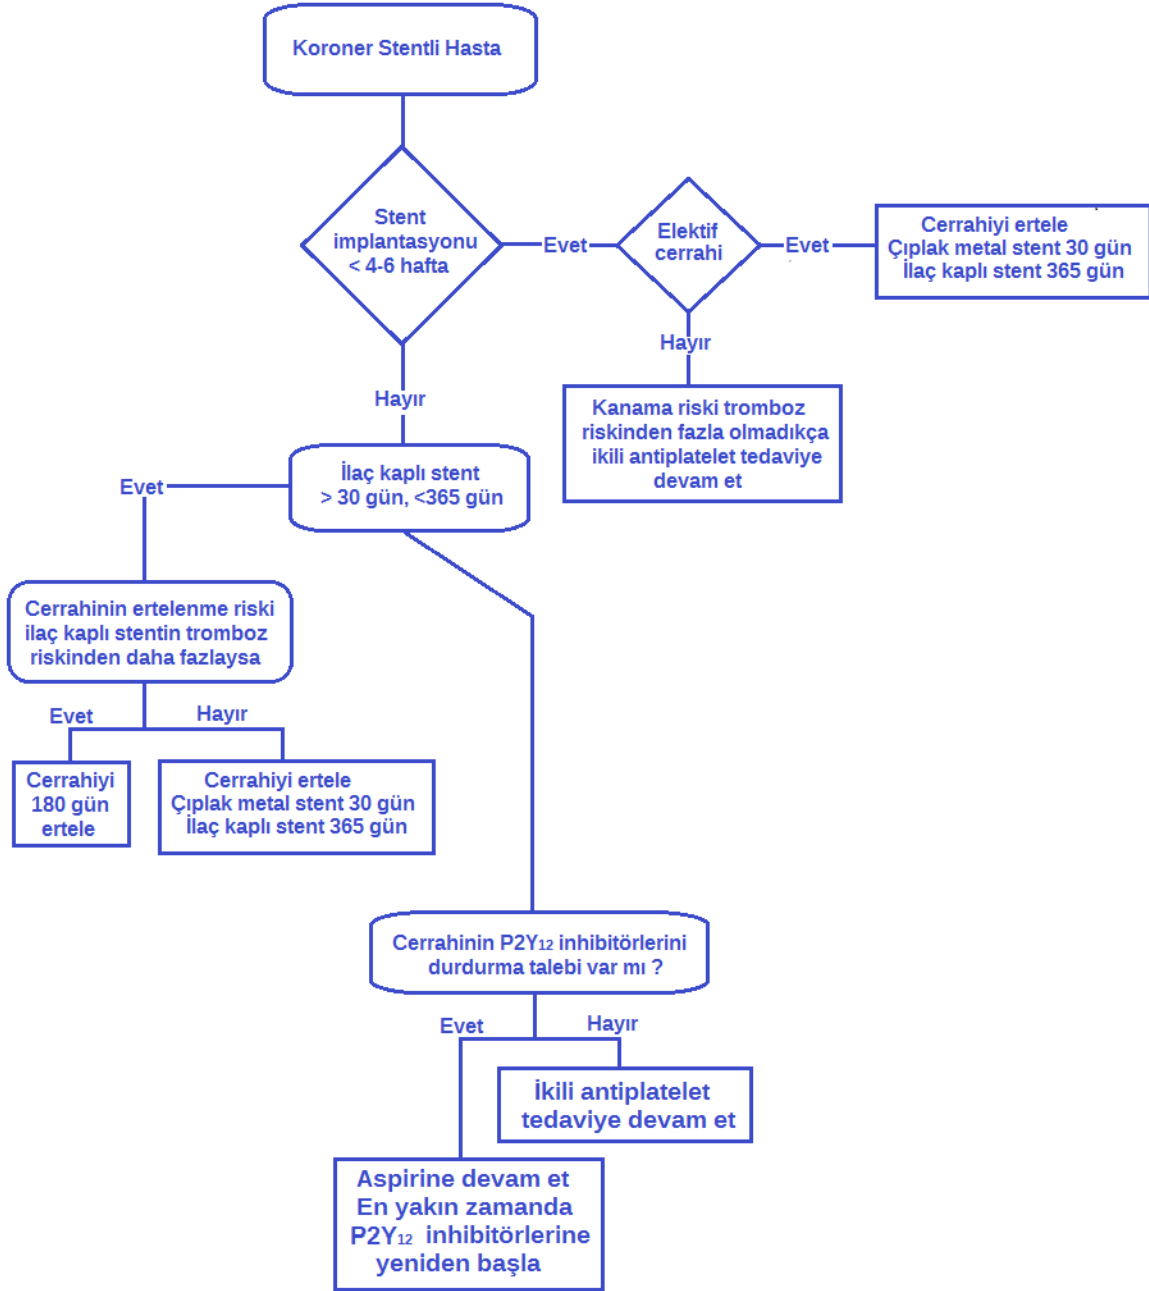 Koroner Stentli Hasta
Stent
implantasyonu
< 4-6 hafta
Evet
Elektif
cerrahi
Evet
Cerrahiyi ertele
Çıplak metal stent 30 gün
İlaç kaplı stent 365 gün
Hayır
Kanama riski tromboz
riskinden fazla olmadıkça
ikili antiplatelet tedaviye
devam et
Hayır
İlaç kaplı stent
> 30 gün, <365 gün
Evet
Cerrahinin ertelenme riski
ilaç kaplı stentin tromboz
riskinden daha fazlaysa
Evet
Hayır
Cerrahiyi
180 gün
ertele
Cerrahiyi ertele
Çıplak metal stent 30 gün
İlaç kaplı stent 365 gün
Cerrahinin P2Y₁₂ inhibitörlerini
durdurma talebi var mı ?
Evet
Hayır
İkili antiplatelet
tedaviye devam et
Aspirine devam et
En yakın zamanda
P2Y₁₂ inhibitörlerine
yeniden başla